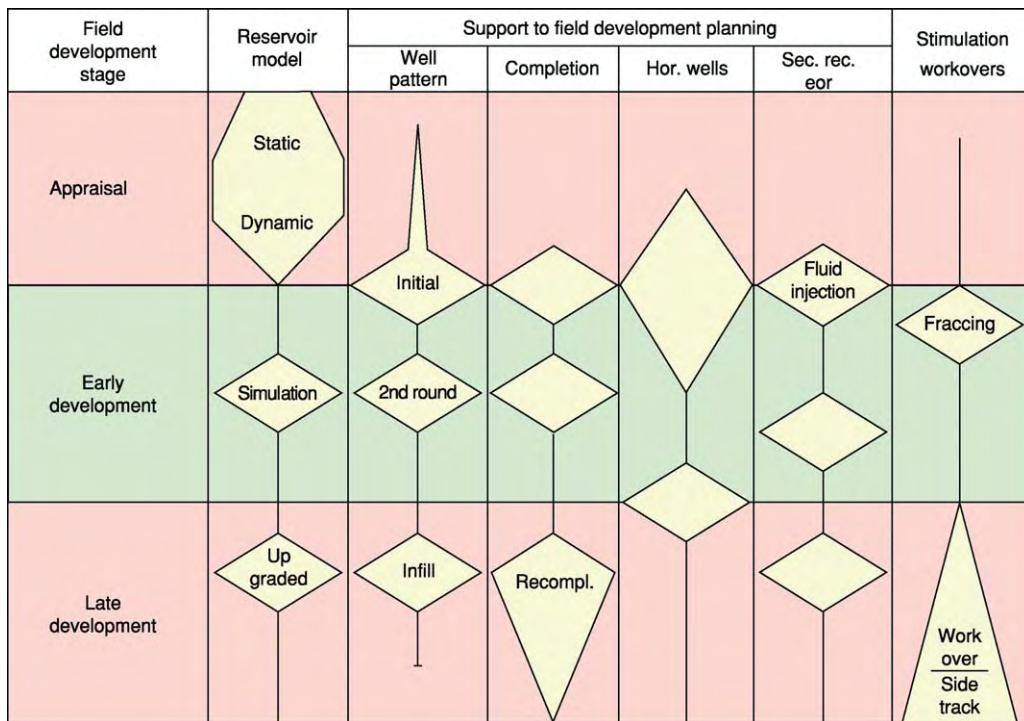 Field
development
stage
Reservoir
model
Support to field development planning
Well
pattern
Completion
Hor. wells
Sec. rec.
eor
Stimulation
workovers
Appraisal
Static
Dynamic
Initial
Fluid
injection
Early
development
Simulation
2nd round
Fraccing
Late
development
Up
graded
Infill
Recompl.
Work
over
Side
track